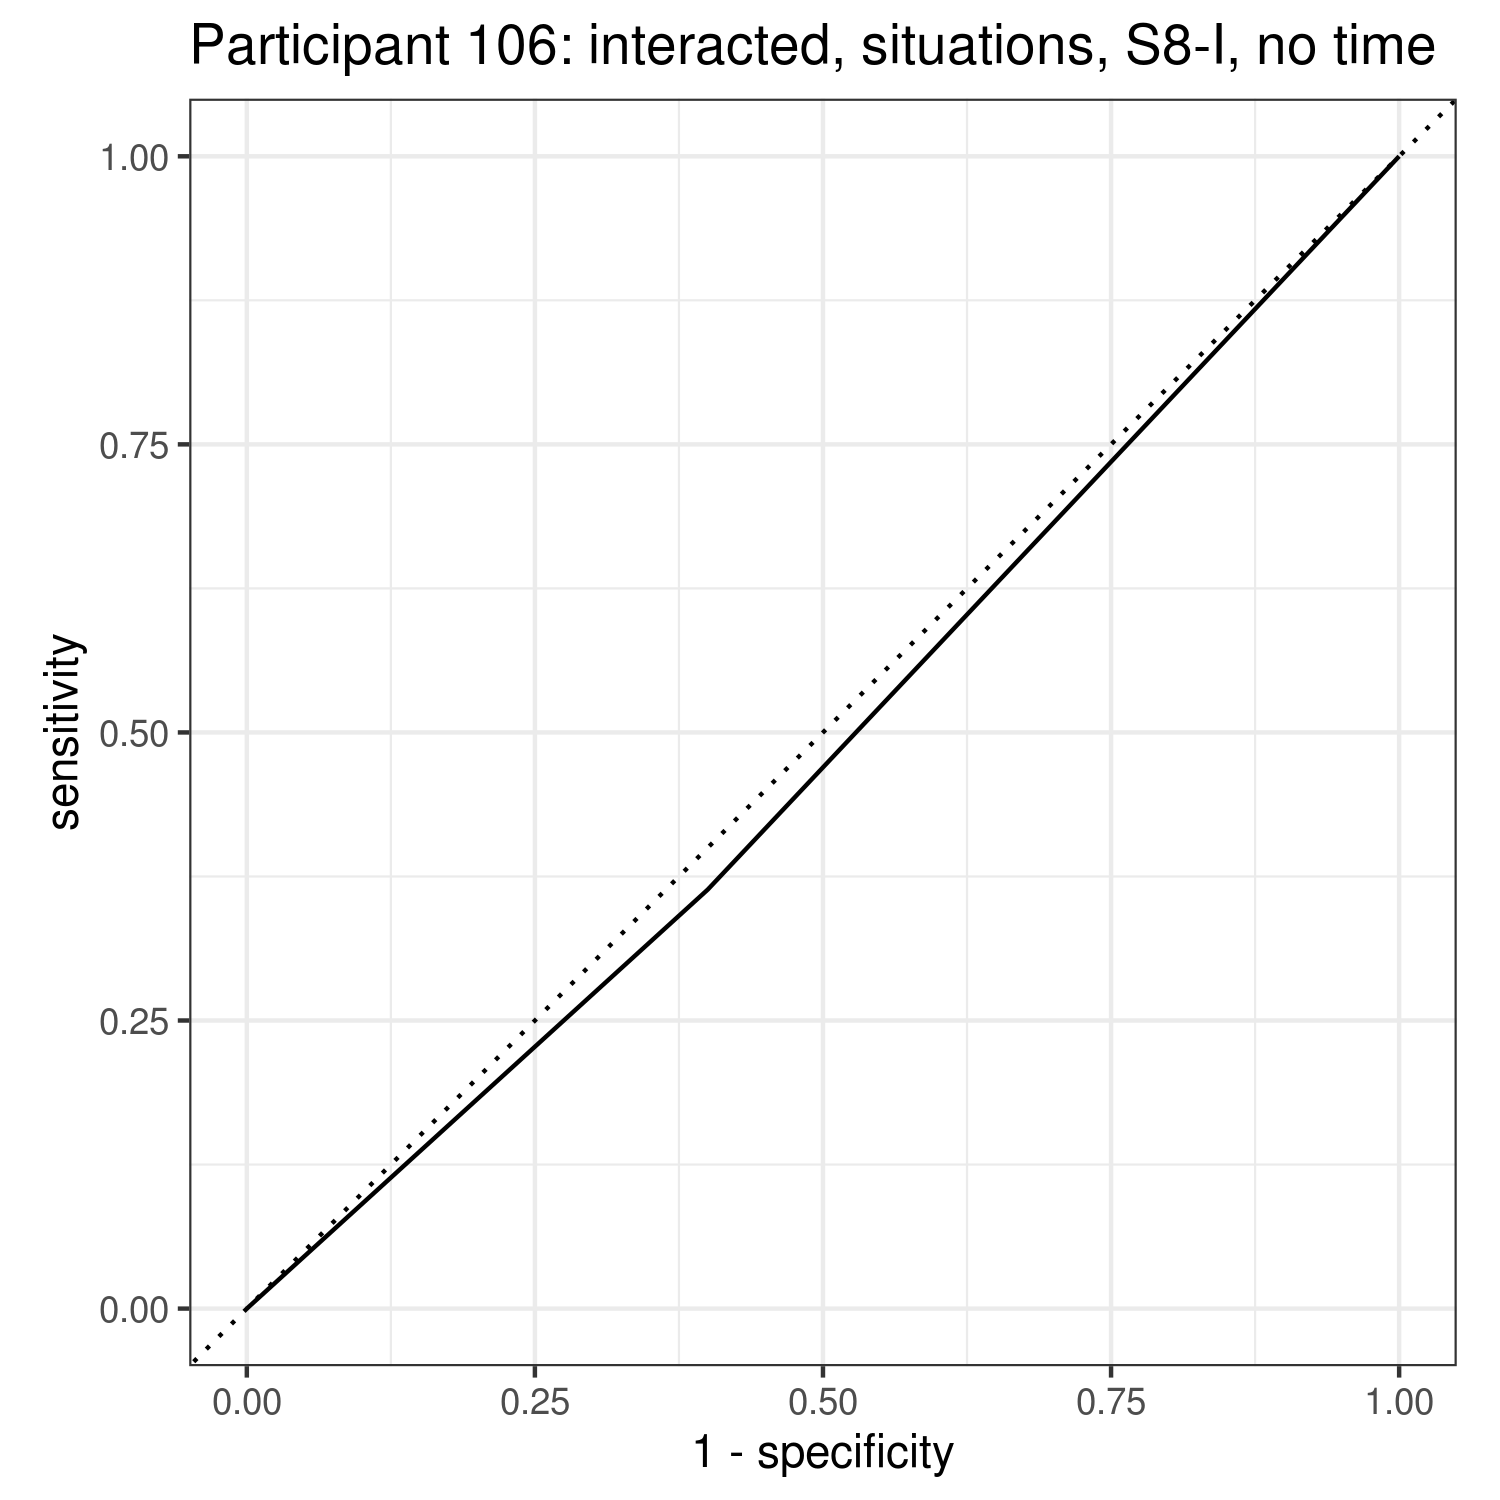 Participant 106: interacted, situations, S8-I, no time
1.00
0.75
0.50
0.25
0.00
sensitivity
0.00 0.25 0.50 0.75 1.00
1 - specificity